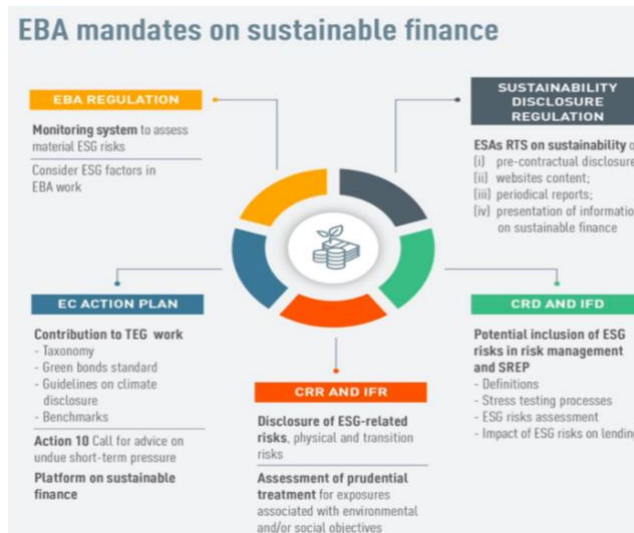 EBA mandates on sustainable finance
EBA REGULATION
Monitoring system to assess
material ESG risks
Consider ESG factors in
EBA work
SUSTAINABILITY
DISCLOSURE
REGULATION
ESAs RTS on sustainability
(i) pre-contractual disclosure
(ii) websites content;
(iii) periodical reports;
(iv) presentation of informatio
on sustainable finance
EC ACTION PLAN
Contribution to TEG work
- Taxonomy
- Green bonds standard
- Guidelines on climate
disclosure
- Benchmarks
Action 10 Call for advice on
undue short-term pressure
Platform on sustainable
finance
CRR AND IFR
Disclosure of ESG-related
risks, physical and transition
risks
Assessment of prudential
treatment for exposures
associated with environmental
and/or social objectives
CRD AND IFD
Potential inclusion of ESG
risks in risk management
and SREP
- Definitions
- Stress testing processes
- ESG risks assessment
- Impact of ESG risks on lending